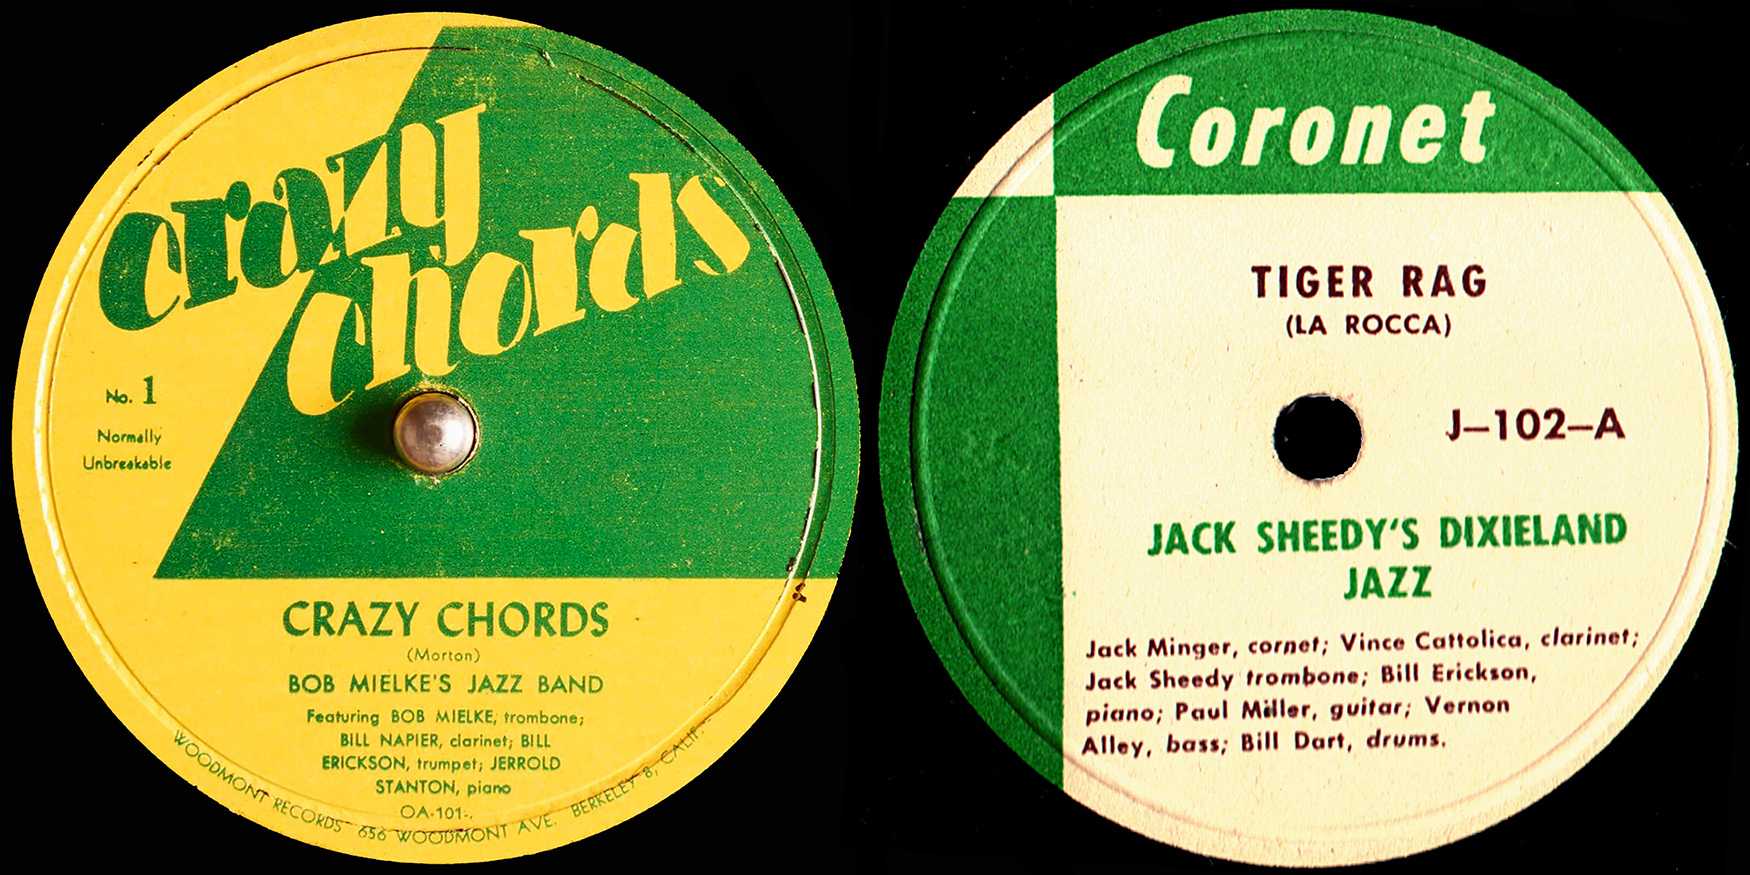 crazy
chords
No. 1
Normally
Unbreakable
CRAZY CHORDS
(Morton)
BOB MIELKE'S JAZZ BAND
Featuring BOB MIELKE, trombone;
BILL NAPIER, clarinet; BILL
ERICKSON, trumpet; JERROLD
STANTON, piano
OA-101-.
WOODMONT RECORDS 656 WOODMONT AVE. BERKELEY 8, CALIF.
Coronet
TIGER RAG
(LA ROCCA)
J-102-A
JACK SHEEDY'S DIXIELAND
JAZZ
Jack Minger, cornet; Vince Cattolica, clarinet;
Jack Sheedy trombone; Bill Erickson,
piano; Paul Miller, guitar; Vernon
Alley, bass; Bill Dart, drums.